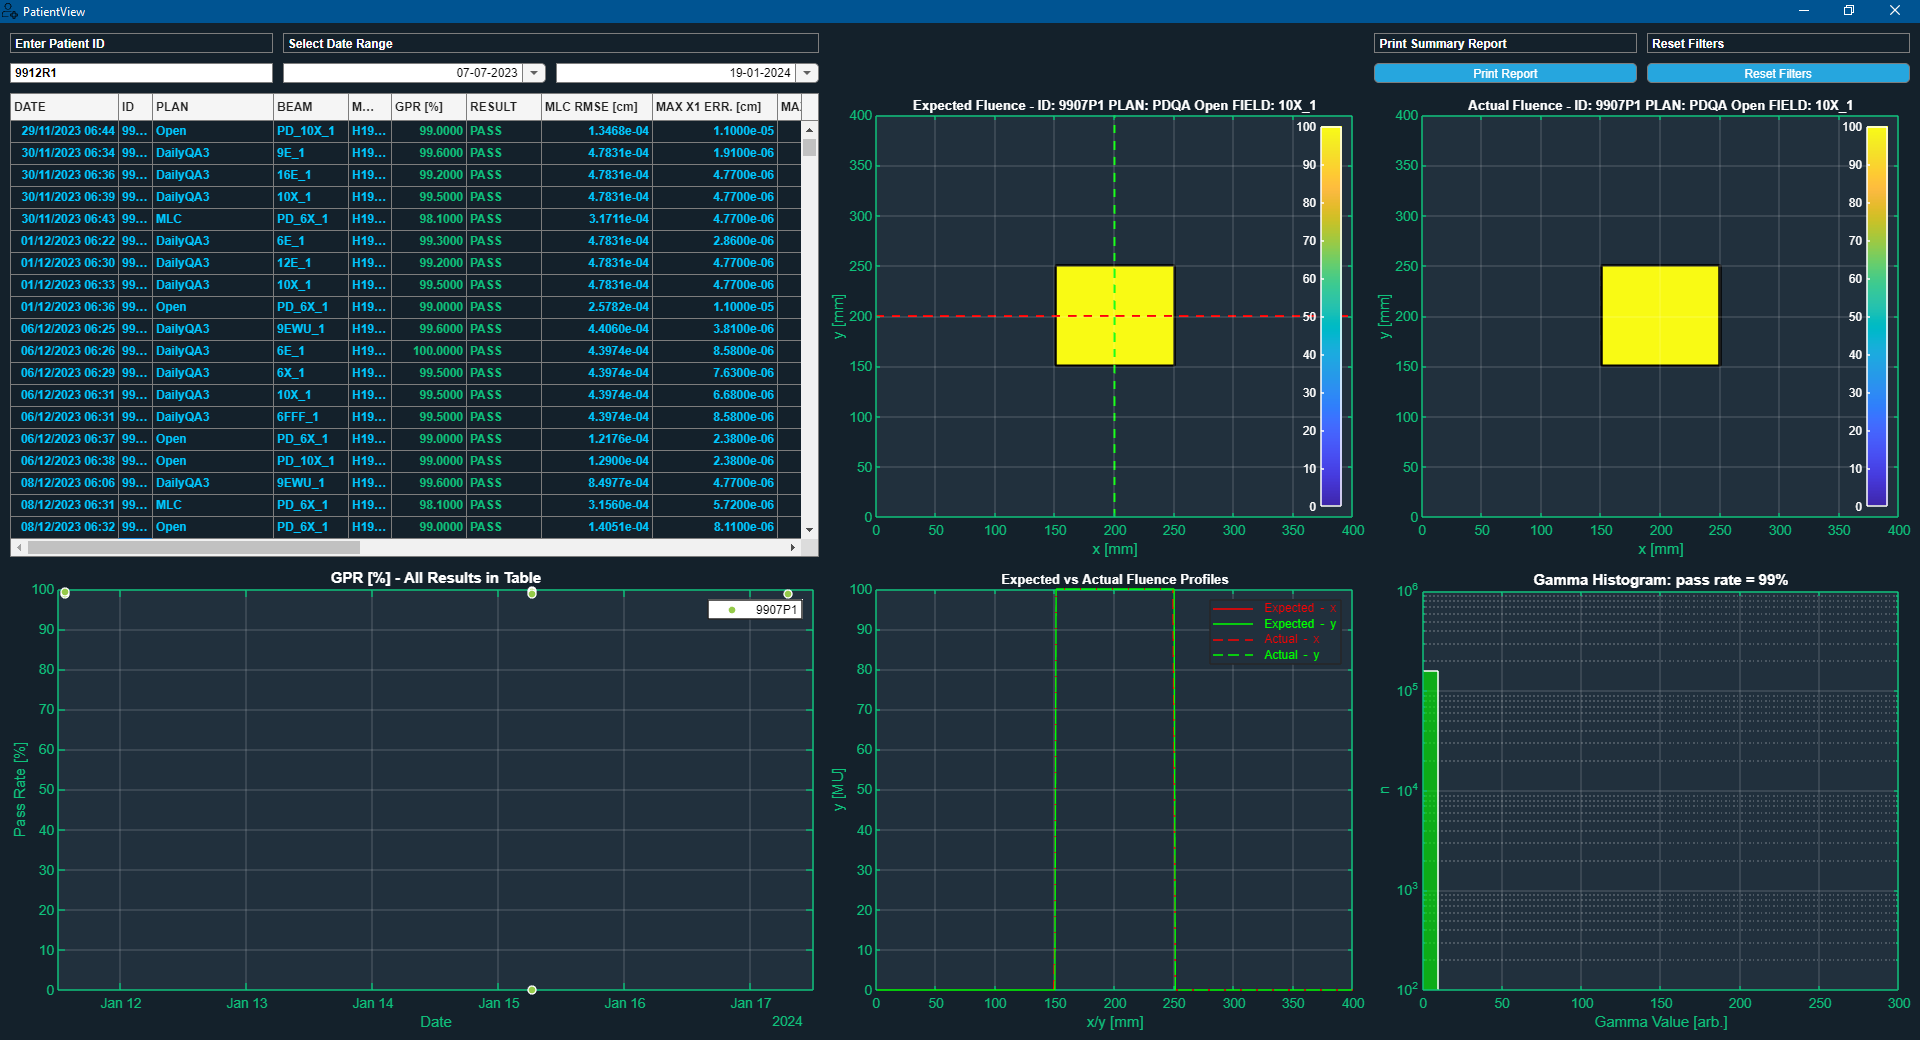 PatientView
Enter Patient ID
Select Date Range
Print Summary Report
Reset Filters
9912R1
07-07-2023
19-01-2024
Print Report
Reset Filters
DATE ID PLAN BEAM M... GPR [%] RESULT MLC RMSE [cm] MAX X1 ERR. [cm] MA
29/11/2023 06:44 99... Open PD_10X_1 H19... 99.0000 PASS 1.3468e-04 1.1000e-05
30/11/2023 06:34 99... DailyQA3 9E_1 H19... 99.6000 PASS 4.7831e-04 1.9100e-06
30/11/2023 06:36 99... DailyQA3 16E_1 H19... 99.2000 PASS 4.7831e-04 4.7700e-06
30/11/2023 06:39 99... DailyQA3 10X_1 H19... 99.5000 PASS 4.7831e-04 4.7700e-06
30/11/2023 06:43 99... MLC PD_6X_1 H19... 98.1000 PASS 3.1711e-04 4.7700e-06
01/12/2023 06:22 99... DailyQA3 6E_1 H19... 99.3000 PASS 4.7831e-04 2.8600e-06
01/12/2023 06:30 99... DailyQA3 12E_1 H19... 99.2000 PASS 4.7831e-04 4.7700e-06
01/12/2023 06:33 99... DailyQA3 10X_1 H19... 99.5000 PASS 4.7831e-04 4.7700e-06
01/12/2023 06:36 99... Open PD_6X_1 H19... 99.0000 PASS 2.5782e-04 1.1000e-05
06/12/2023 06:25 99... DailyQA3 9EWU_1 H19... 99.6000 PASS 4.4060e-04 3.8100e-06
06/12/2023 06:26 99... DailyQA3 6E_1 H19... 100.0000 PASS 4.3974e-04 8.5800e-06
06/12/2023 06:29 99... DailyQA3 6X_1 H19... 99.5000 PASS 4.3974e-04 7.6300e-06
06/12/2023 06:31 99... DailyQA3 10X_1 H19... 99.5000 PASS 4.3974e-04 6.6800e-06
06/12/2023 06:31 99... DailyQA3 6FFF_1 H19... 99.5000 PASS 4.3974e-04 8.5800e-06
06/12/2023 06:37 99... Open PD_6X_1 H19... 99.0000 PASS 1.2176e-04 2.3800e-06
06/12/2023 06:38 99... Open PD_10X_1 H19... 99.0000 PASS 1.2900e-04 2.3800e-06
08/12/2023 06:06 99... DailyQA3 9EWU_1 H19... 99.6000 PASS 8.4977e-04 4.7700e-06
08/12/2023 06:31 99... MLC PD_6X_1 H19... 98.1000 PASS 3.1560e-04 5.7200e-06
08/12/2023 06:32 99... Open PD_6X_1 H19... 99.0000 PASS 1.4051e-04 8.1100e-06
Expected Fluence - ID: 9907P1 PLAN: PDQA Open FIELD: 10X_1
400
350
300
250
200
150
100
50
0
y [mm]
100
90
80
70
60
50
40
30
20
10
0
0 50 100 150 200 250 300 350 400
x [mm]
Actual Fluence - ID: 9907P1 PLAN: PDQA Open FIELD: 10X_1
400
350
300
250
200
150
100
50
0
y [mm]
100
90
80
70
60
50
40
30
20
10
0
0 50 100 150 200 250 300 350 400
x [mm]
GPR [%] - All Results in Table
100
90
80
70
60
50
40
30
20
10
0
Pass Rate [%]
9907P1
Jan 12 Jan 13 Jan 14 Jan 15 Jan 16 Jan 17
Date
2024
Expected vs Actual Fluence Profiles
100
90
80
70
60
50
40
30
20
10
0
y [MU]
Expected - x
Expected - y
Actual - x
Actual - y
0 50 100 150 200 250 300 350 400
x/y [mm]
Gamma Histogram: pass rate = 99%
10^6
10^5
10^4
10^3
10^2
n
0 50 100 150 200 250 300
Gamma Value [arb.]